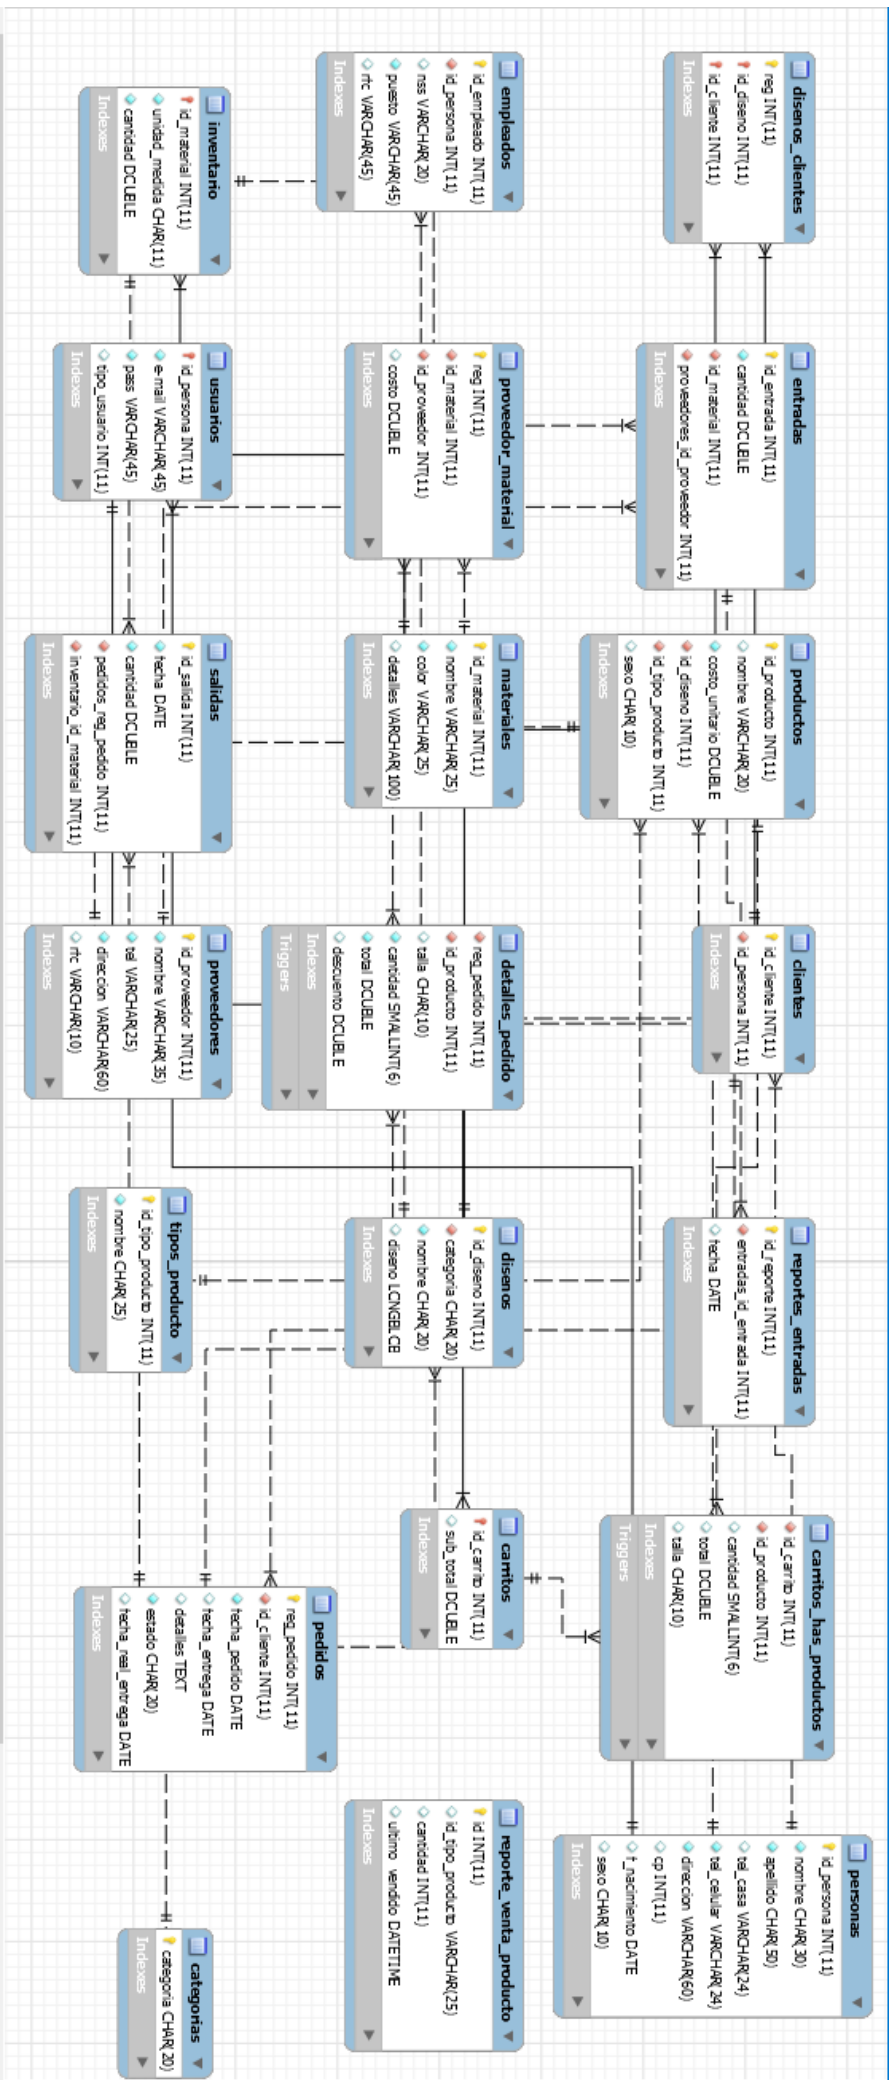 disenos_clientes
reg INT(11)
id_diseno INT(11)
id_cliente INT(11)
Indexes
entradas
id_entrada INT(11)
cantidad DOUBLE
id_material INT(11)
proveedores_id_proveedor INT(11)
Indexes
productos
id_producto INT(11)
nombre VARCHAR(20)
costo_unitario DOUBLE
id_diseno INT(11)
id_tipo_producto INT(11)
sexo CHAR(10)
Indexes
clientes
id_cliente INT(11)
id_persona INT(11)
Indexes
reportes_entradas
id_reporte INT(11)
entradas_id_entrada INT(11)
fecha DATE
Indexes
carritos_has_productos
id_carrito INT(11)
id_producto INT(11)
cantidad SMALLINT(6)
total DOUBLE
talla CHAR(10)
Indexes
Triggers
personas
id_persona INT(11)
nombre CHAR(30)
apellido CHAR(50)
tel_casa VARCHAR(24)
tel_celular VARCHAR(24)
direccion VARCHAR(60)
cp INT(11)
f_nacimiento DATE
sexo CHAR(10)
Indexes
empleados
id_empleado INT(11)
id_persona INT(11)
nss VARCHAR(20)
puesto VARCHAR(45)
rfc VARCHAR(45)
Indexes
proveedor_material
reg INT(11)
id_material INT(11)
id_proveedor INT(11)
costo DOUBLE
Indexes
materiales
id_material INT(11)
nombre VARCHAR(25)
color VARCHAR(25)
detalles VARCHAR(100)
Indexes
detalles_pedido
reg_pedido INT(11)
id_producto INT(11)
talla CHAR(10)
cantidad SMALLINT(6)
total DOUBLE
descuento DOUBLE
Indexes
Triggers
disenos
id_diseno INT(11)
categoria CHAR(20)
nombre CHAR(20)
diseno LONGBLOB
Indexes
carritos
id_carrito INT(11)
sub_total DOUBLE
Indexes
reporte_venta_producto
id INT(11)
id_tipo_producto VARCHAR(25)
cantidad INT(11)
ultimo_vendido DATETIME
Indexes
inventario
id_material INT(11)
unidad_medida CHAR(11)
cantidad DOUBLE
Indexes
usuarios
id_persona INT(11)
e-mail VARCHAR(45)
pass VARCHAR(45)
tipo_usuario INT(11)
Indexes
salidas
id_salida INT(11)
fecha DATE
cantidad DOUBLE
pedidos_reg_pedido INT(11)
inventario_id_material INT(11)
Indexes
proveedores
id_proveedor INT(11)
nombre VARCHAR(35)
tel VARCHAR(25)
direccion VARCHAR(60)
rfc VARCHAR(10)
Indexes
tipos_producto
id_tipo_producto INT(11)
nombre CHAR(25)
Indexes
pedidos
reg_pedido INT(11)
id_cliente INT(11)
fecha_pedido DATE
fecha_entrega DATE
detalles TEXT
estado CHAR(20)
fecha_real_entrega DATE
Indexes
categorias
categoria CHAR(20)
Indexes